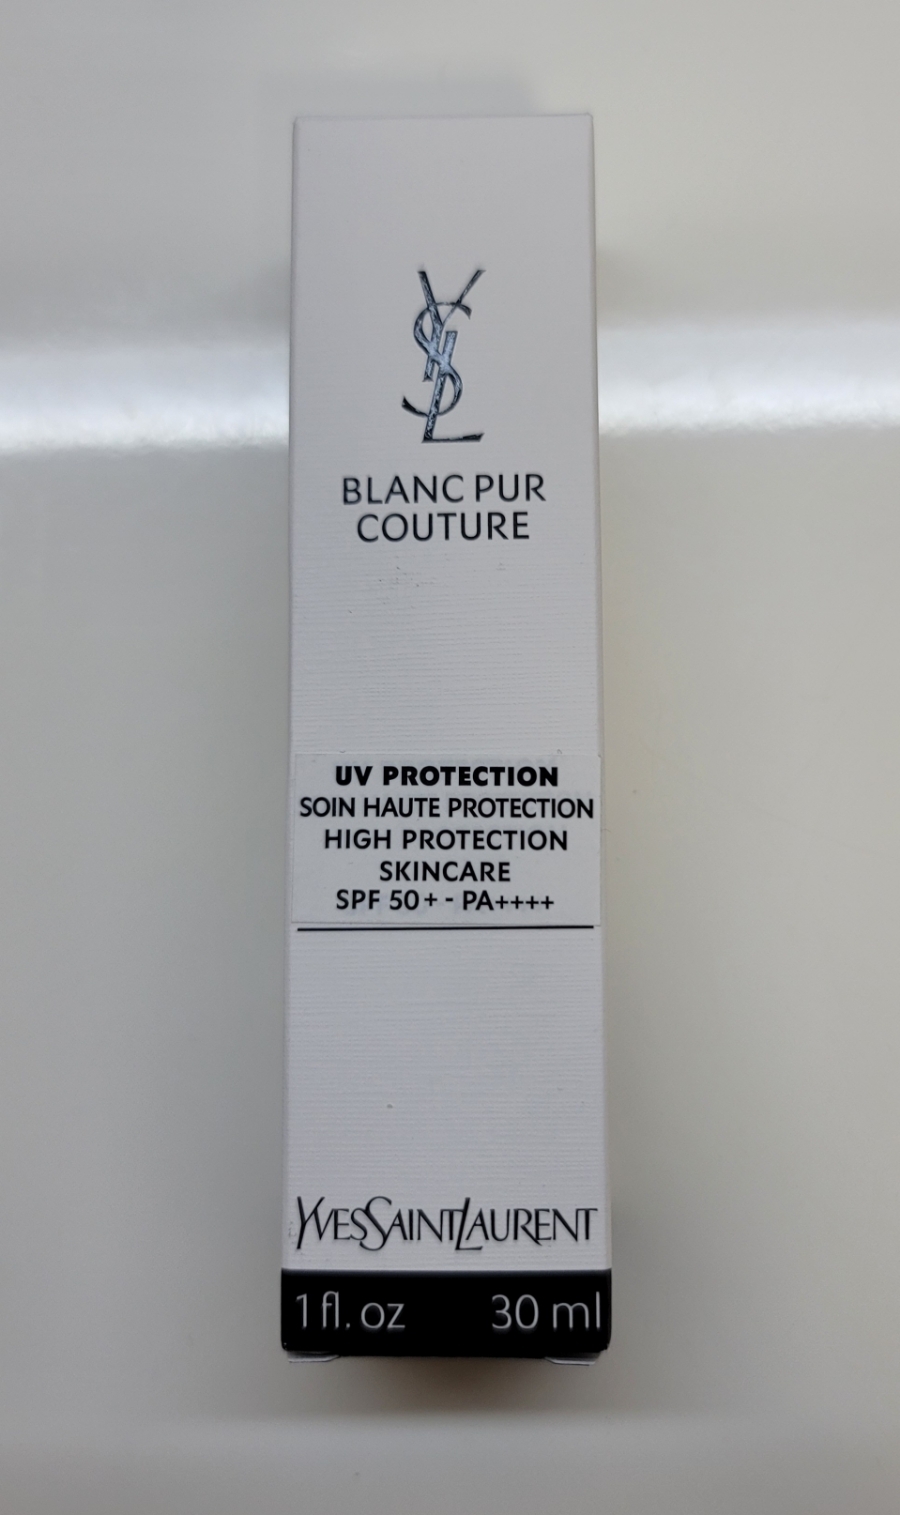 YSL
BLANC PUR
COUTURE
UV PROTECTION
SOIN HAUTE PROTECTION
HIGH PROTECTION
SKINCARE
SPF 50+ - PA++++
YVESSAINTLAURENT
1 fl. oz 30 ml